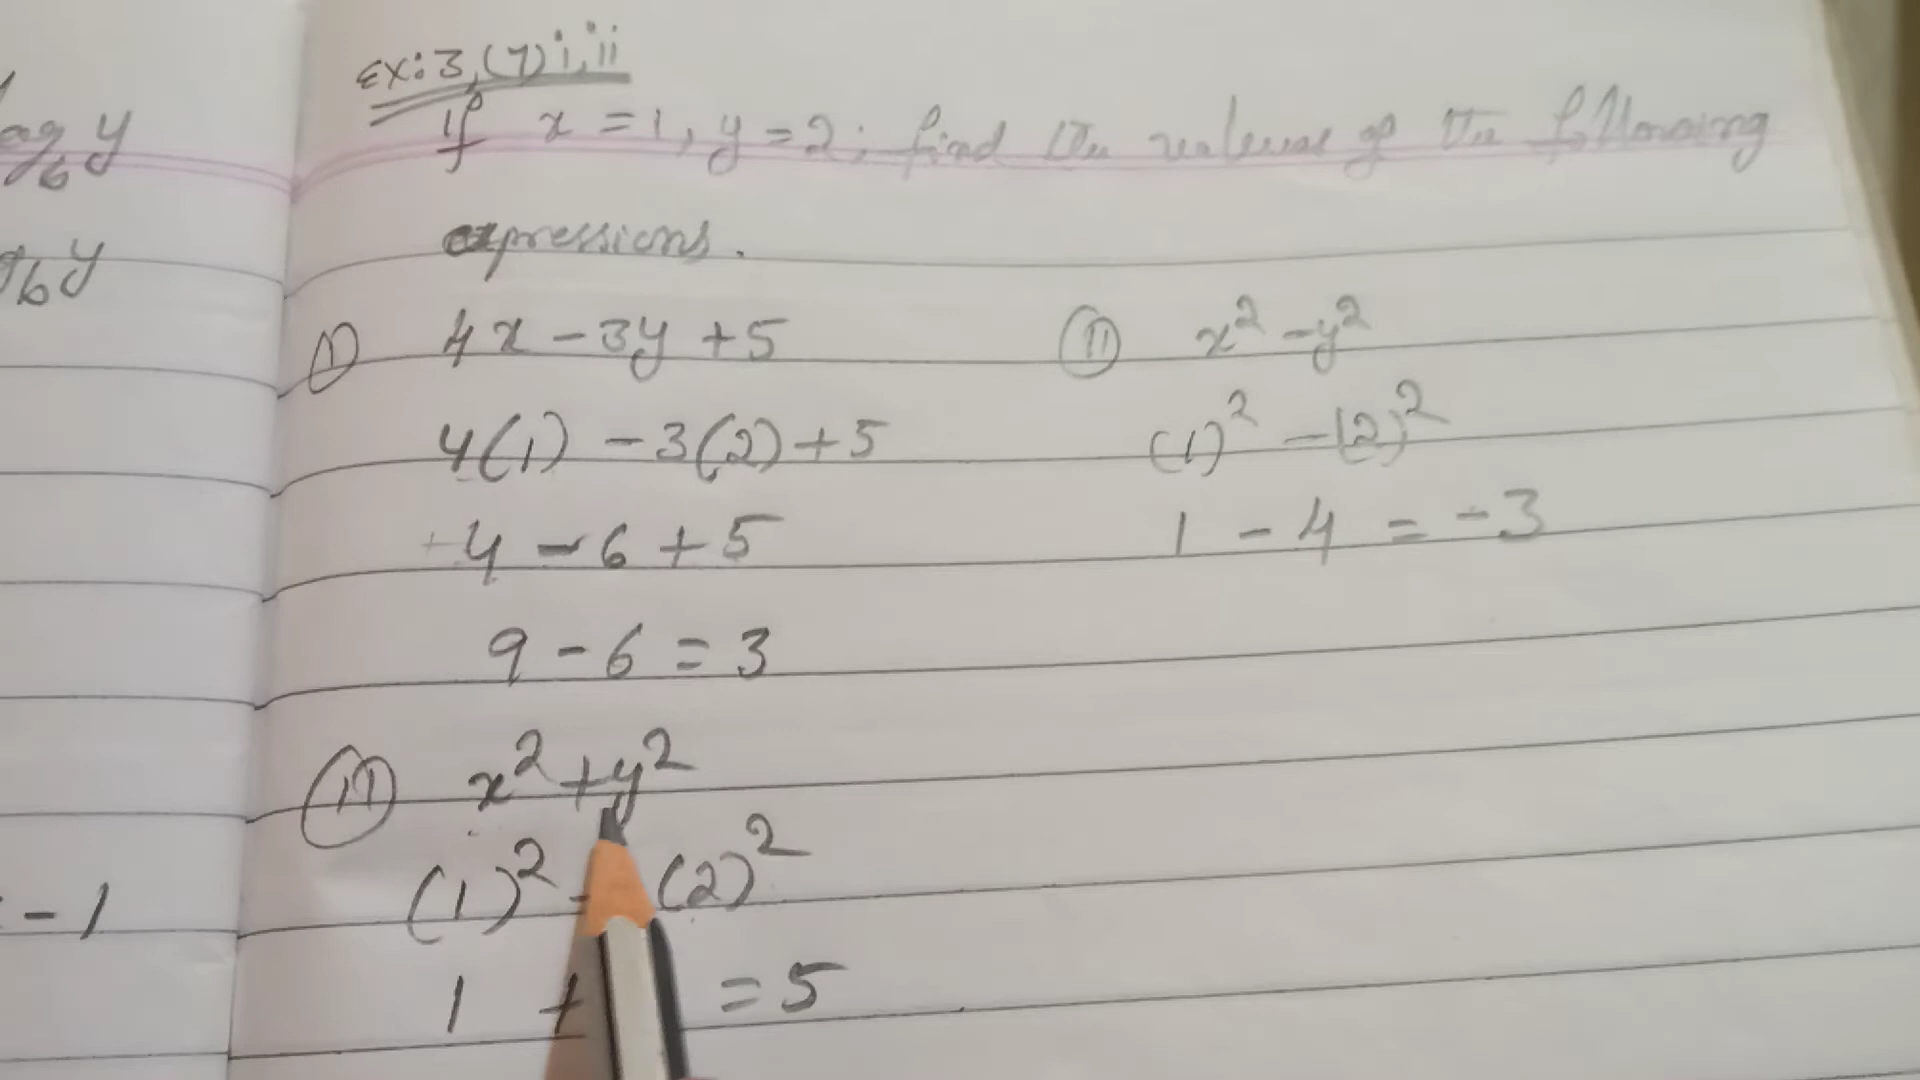 Ex: 3, (7) i, ii
If x = 1, y = 2; find the values of the following
expressions.
(i) 4x - 3y + 5
4(1) - 3(2) + 5
+4 - 6 + 5
9 - 6 = 3
(ii) x² - y²
(1)² - (2)²
1 - 4 = -3
(iii) x² + y²
(1)² (2)²
1 + = 5
y
6y
- 1